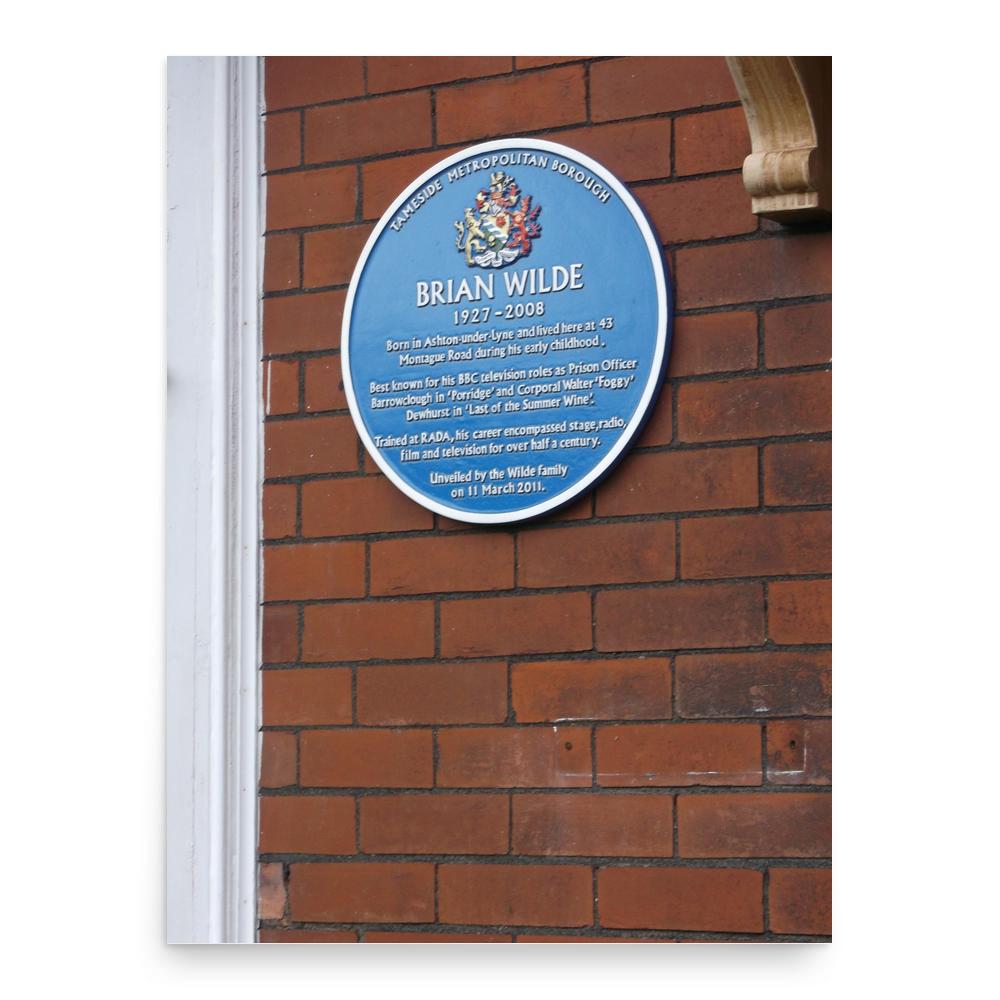 TAMESIDE METROPOLITAN BOROUGH
BRIAN WILDE
1927-2008
Born in Ashton-under-Lyne and lived here at 43
Montague Road during his early childhood.
Best known for his BBC television roles as Prison Officer
Barrowclough in 'Porridge' and Corporal Walter 'Foggy'
Dewhurst in 'Last of the Summer Wine'.
Trained at RADA, his career encompassed stage, radio,
film and television for over half a century.
Unveiled by the Wilde family
on 11 March 2011.